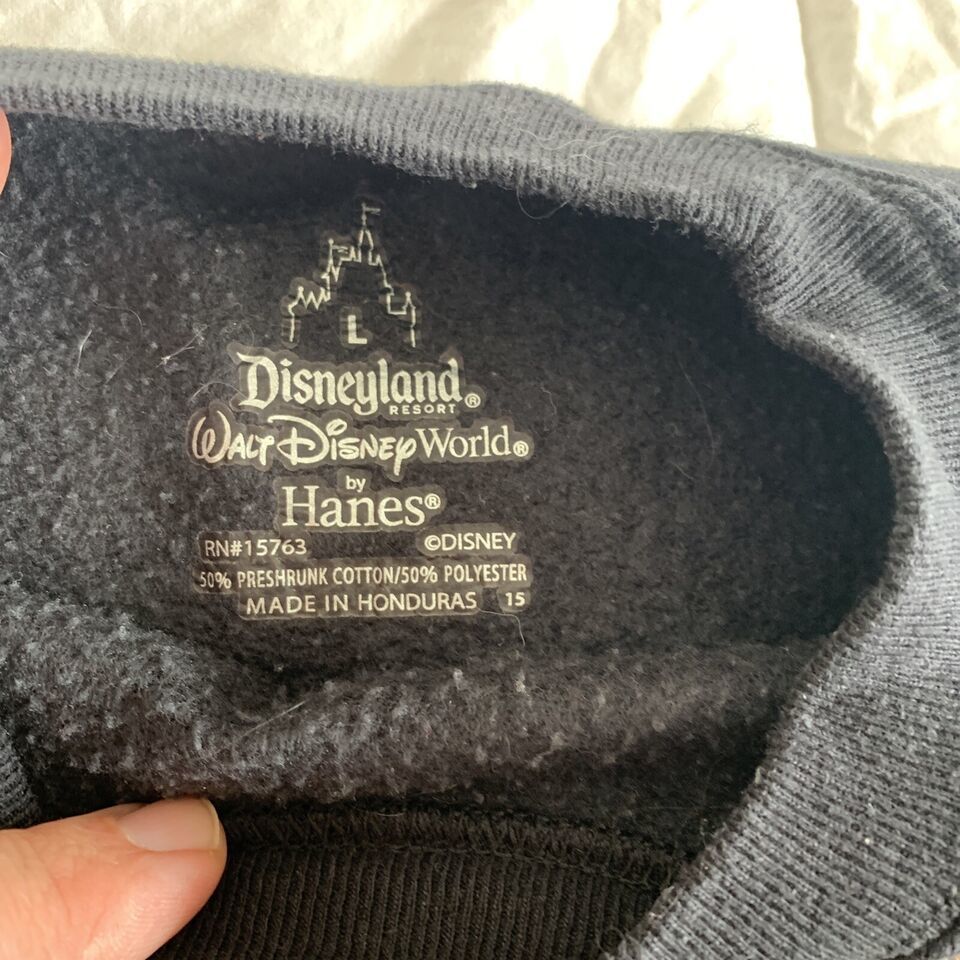 L
Disneyland®
RESORT
WALT DISNEY World®
by
Hanes®
RN#15763 ©DISNEY
50% PRESHRUNK COTTON/50% POLYESTER
MADE IN HONDURAS 15